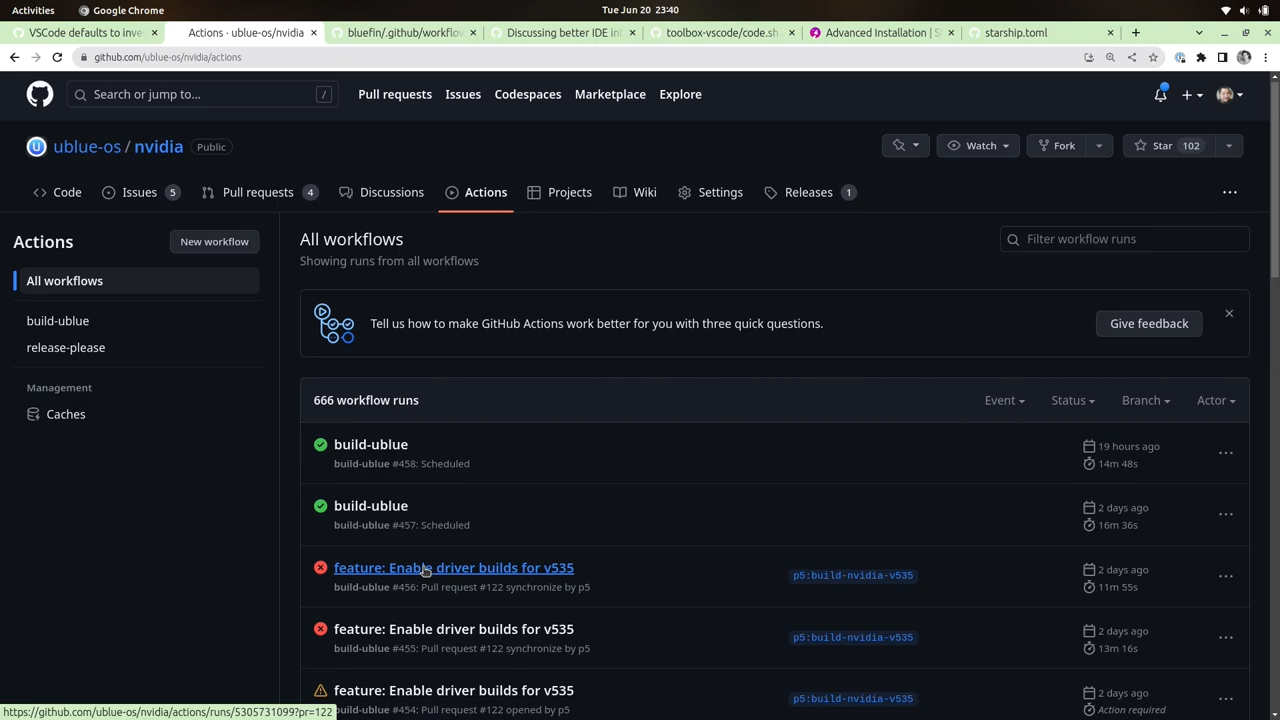 Activities
Google Chrome
Tue Jun 20 23:40
VSCode defaults to inve
Actions · ublue-os/nvidia
bluefin/.github/workflow
Discussing better IDE in
toolbox-vscode/code.sh
Advanced Installation | S
starship.toml
github.com/ublue-os/nvidia/actions
Search or jump to... /
Pull requests
Issues
Codespaces
Marketplace
Explore
ublue-os / nvidia
Public
Watch
Fork
Star 102
Code
Issues 5
Pull requests 4
Discussions
Actions
Projects
Wiki
Settings
Releases 1
Actions
New workflow
All workflows
build-ublue
release-please
Management
Caches
All workflows
Showing runs from all workflows
Filter workflow runs
Tell us how to make GitHub Actions work better for you with three quick questions.
Give feedback
666 workflow runs
Event
Status
Branch
Actor
build-ublue
build-ublue #458: Scheduled
19 hours ago
14m 48s
build-ublue
build-ublue #457: Scheduled
2 days ago
16m 36s
feature: Enable driver builds for v535
build-ublue #456: Pull request #122 synchronize by p5
p5:build-nvidia-v535
2 days ago
11m 55s
feature: Enable driver builds for v535
build-ublue #455: Pull request #122 synchronize by p5
p5:build-nvidia-v535
2 days ago
13m 16s
feature: Enable driver builds for v535
build-ublue #454: Pull request #122 opened by p5
p5:build-nvidia-v535
2 days ago
Action required
https://github.com/ublue-os/nvidia/actions/runs/5305731099?pr=122